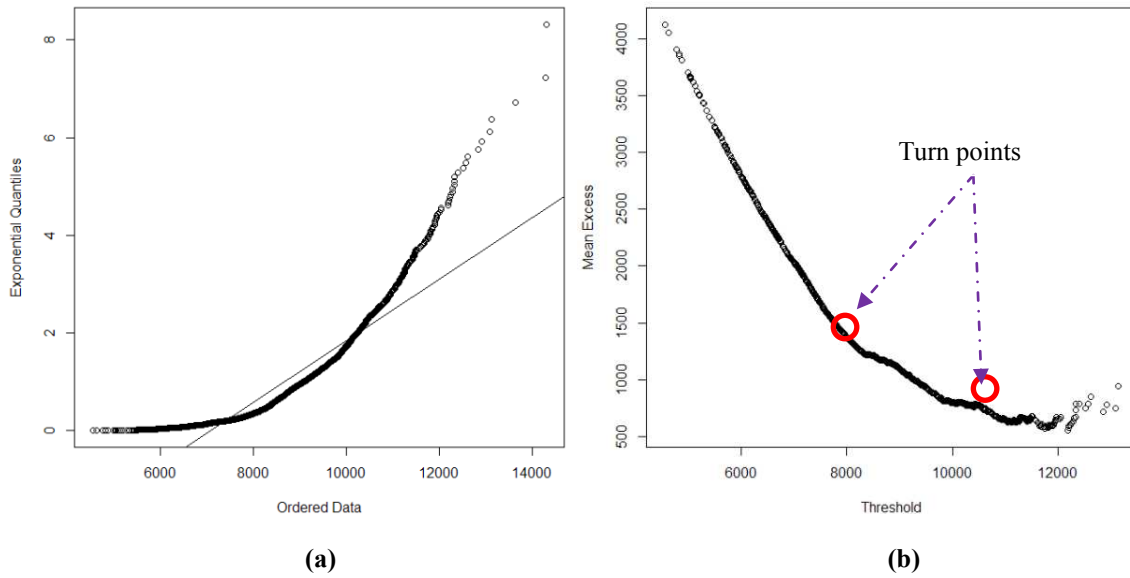 8
6
4
2
0
Exponential Quantiles
6000 8000 10000 12000 14000
Ordered Data
(a)
4000
3500
3000
2500
2000
1500
1000
500
Mean Excess
Turn points
6000 8000 10000 12000
Threshold
(b)